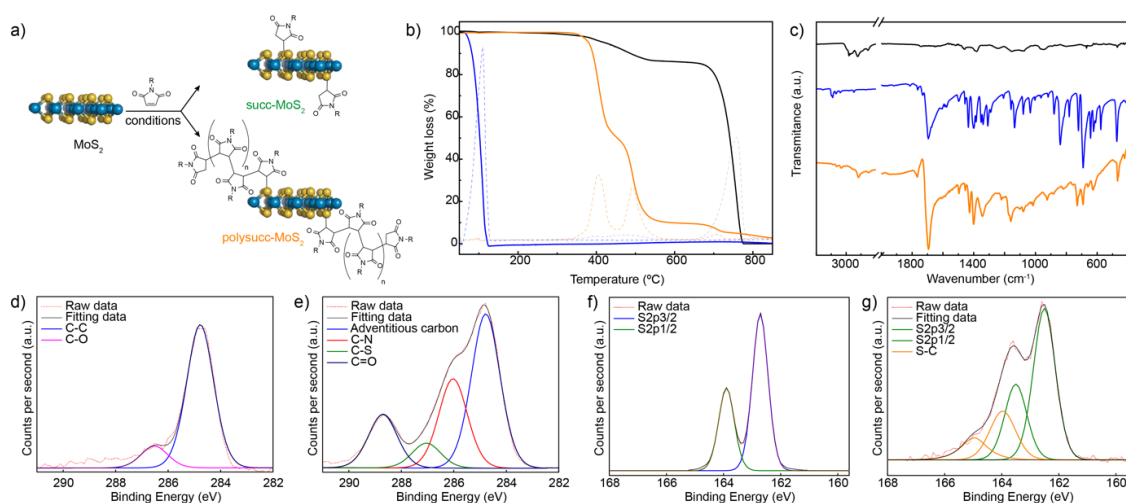 a)
MoS2
conditions
succ-MoS2
polysucc-MoS2
R
N
O
O
n
b)
Weight loss (%)
100
80
60
40
20
0
200
400
600
800
Temperature (ºC)
c)
Transmitance (a.u.)
3000
1800
1400
1000
600
Wavenumber (cm-1)
d)
Raw data
Fitting data
C-C
C-O
Counts per second (a.u.)
290
288
286
284
282
Binding Energy (eV)
e)
Raw data
Fitting data
Adventitious carbon
C-N
C-S
C=O
Counts per second (a.u.)
290
288
286
284
282
Binding Energy (eV)
f)
Raw data
S2p3/2
S2p1/2
Counts per second (a.u.)
168
166
164
162
160
Binding Energy (eV)
g)
Raw data
Fitting data
S2p3/2
S2p1/2
S-C
Counts per second (a.u.)
168
166
164
162
160
Binding Energy (eV)